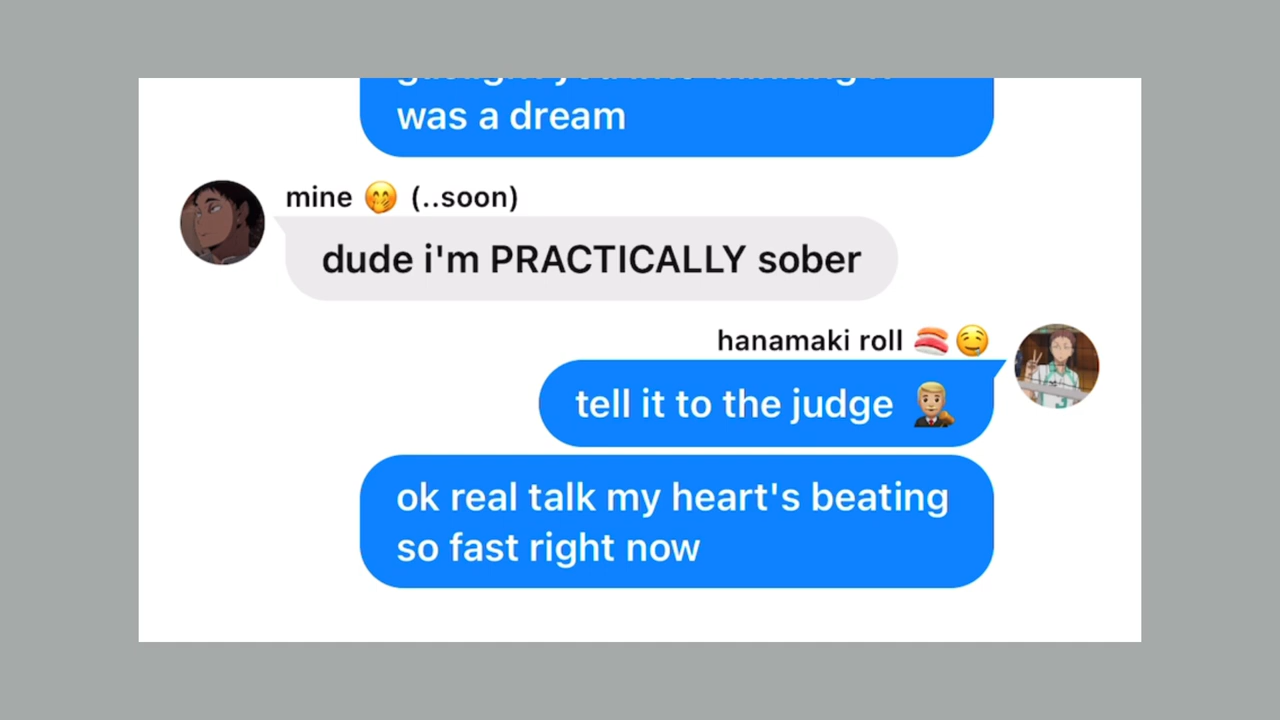 was a dream
mine 🤭 (..soon)
dude i'm PRACTICALLY sober
hanamaki roll 🍣🤤
tell it to the judge 👨🏼‍⚖️
ok real talk my heart's beating
so fast right now